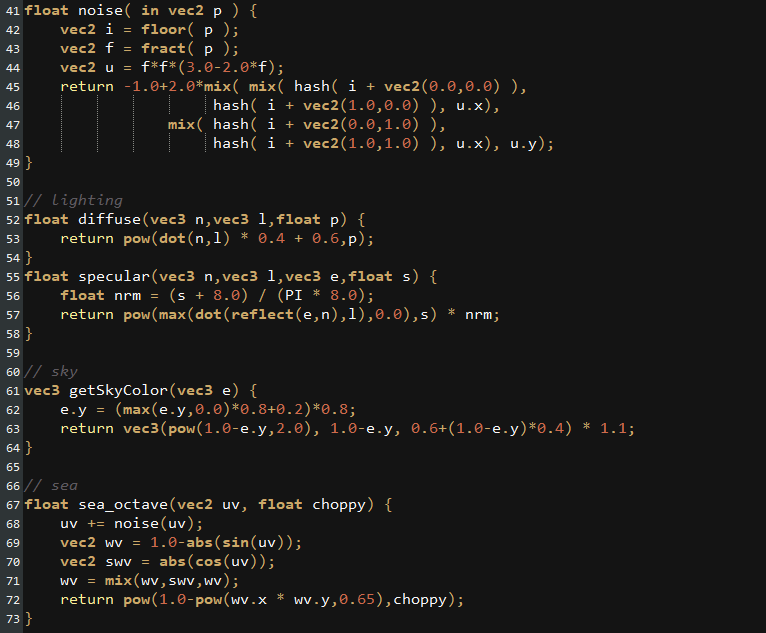 41 float noise( in vec2 p ) {
42     vec2 i = floor( p );
43     vec2 f = fract( p );
44     vec2 u = f*f*(3.0-2.0*f);
45     return -1.0+2.0*mix( mix( hash( i + vec2(0.0,0.0) ),
46                      hash( i + vec2(1.0,0.0) ), u.x),
47                 mix( hash( i + vec2(0.0,1.0) ),
48                      hash( i + vec2(1.0,1.0) ), u.x), u.y);
49 }
50
51 // lighting
52 float diffuse(vec3 n,vec3 l,float p) {
53     return pow(dot(n,l) * 0.4 + 0.6,p);
54 }
55 float specular(vec3 n,vec3 l,vec3 e,float s) {
56     float nrm = (s + 8.0) / (PI * 8.0);
57     return pow(max(dot(reflect(e,n),l),0.0),s) * nrm;
58 }
59
60 // sky
61 vec3 getSkyColor(vec3 e) {
62     e.y = (max(e.y,0.0)*0.8+0.2)*0.8;
63     return vec3(pow(1.0-e.y,2.0), 1.0-e.y, 0.6+(1.0-e.y)*0.4) * 1.1;
64 }
65
66 // sea
67 float sea_octave(vec2 uv, float choppy) {
68     uv += noise(uv);
69     vec2 wv = 1.0-abs(sin(uv));
70     vec2 swv = abs(cos(uv));
71     wv = mix(wv,swv,wv);
72     return pow(1.0-pow(wv.x * wv.y,0.65),choppy);
73 }